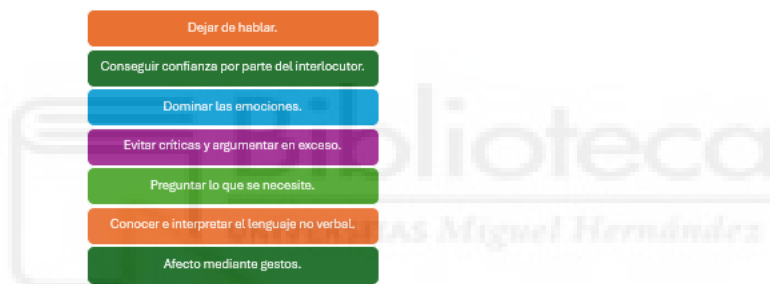 Dejar de hablar.
Conseguir confianza por parte del interlocutor.
Dominar las emociones.
Evitar críticas y argumentar en exceso.
Preguntar lo que se necesite.
Conocer e interpretar el lenguaje no verbal.
Afecto mediante gestos.
Biblioteca
UNIVERSITAS Miguel Hernández